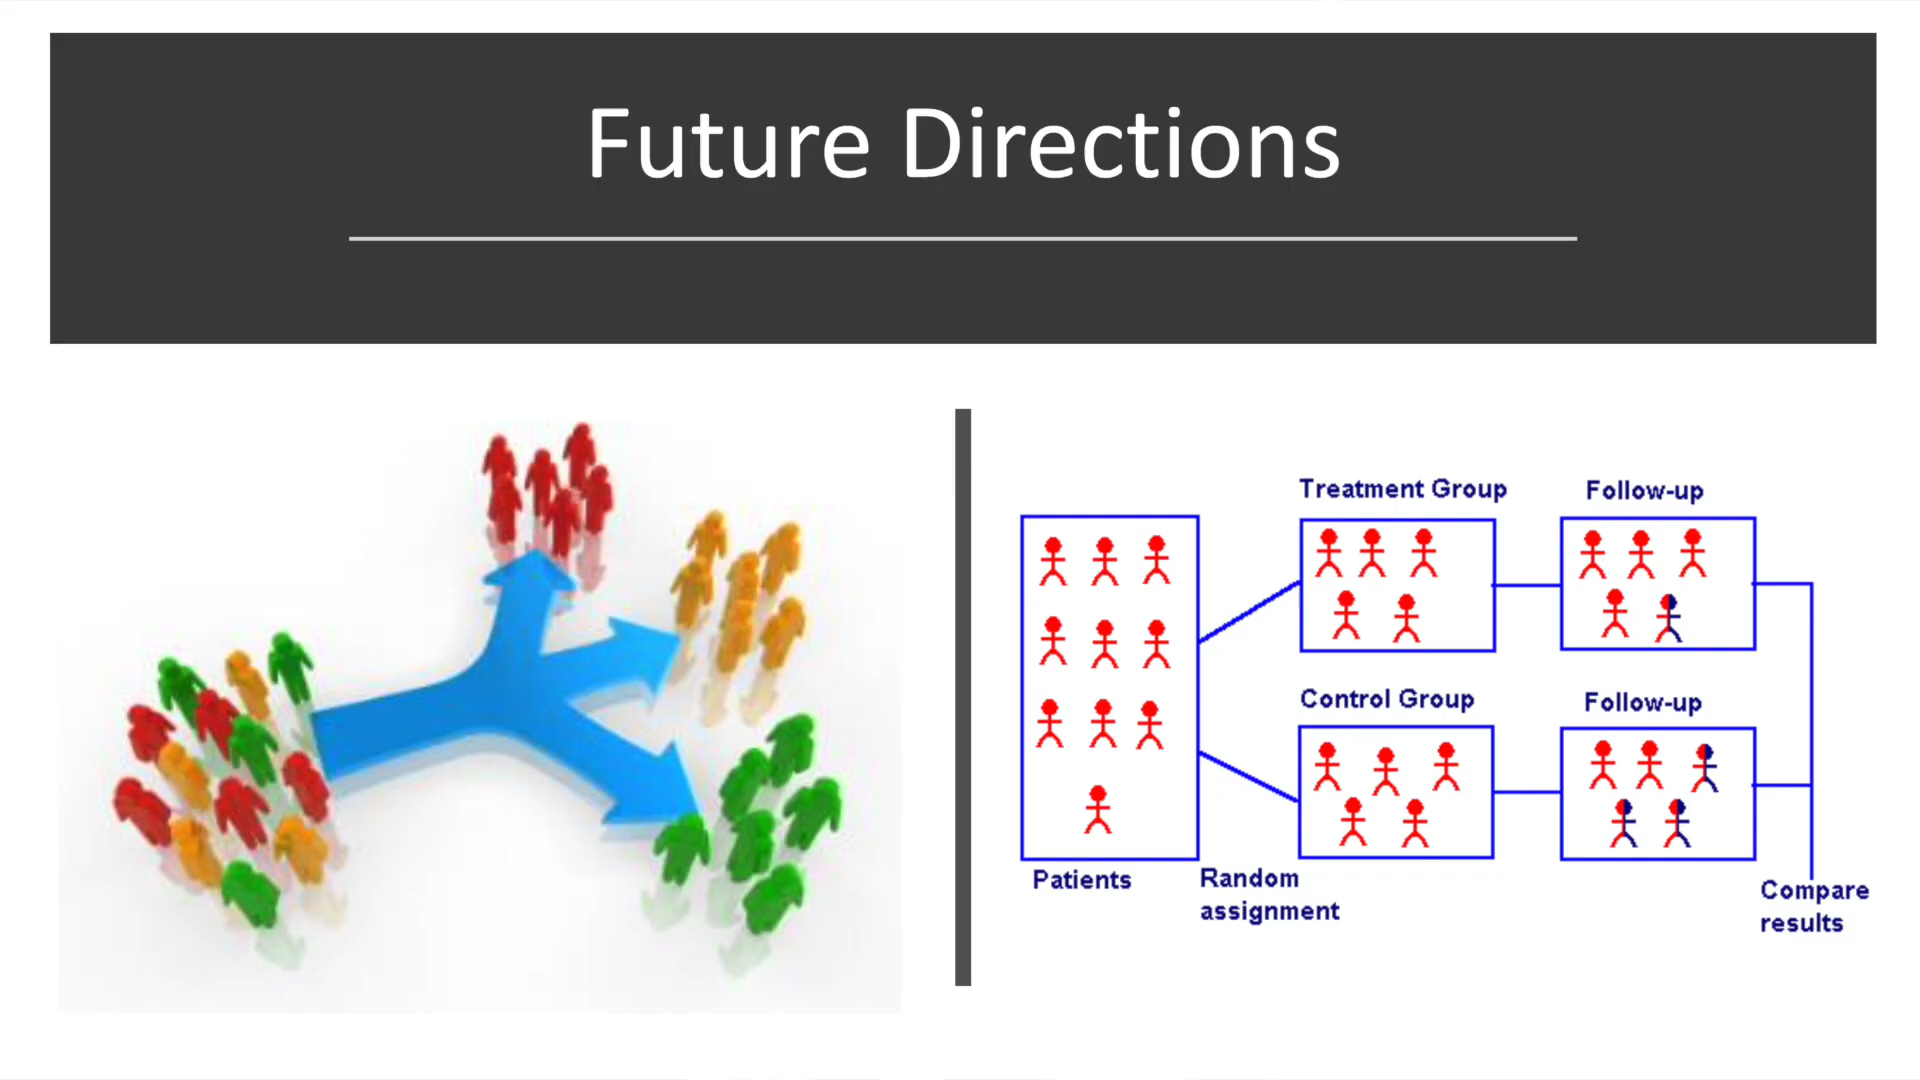 Future Directions
Treatment Group
Follow-up
Control Group
Follow-up
Patients
Random
assignment
Compare
results